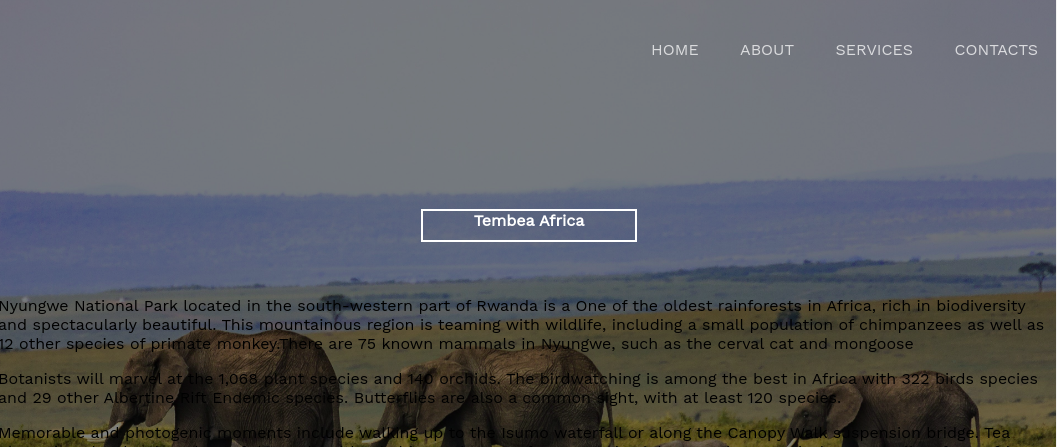 HOME ABOUT SERVICES CONTACTS
Tembea Africa
Nyungwe National Park located in the south-western part of Rwanda is a One of the oldest rainforests in Africa, rich in biodiversity
and spectacularly beautiful. This mountainous region is teaming with wildlife, including a small population of chimpanzees as well as
12 other species of primate monkey.There are 75 known mammals in Nyungwe, such as the cerval cat and mongoose
Botanists will marvel at the 1,068 plant species and 140 orchids. The birdwatching is among the best in Africa with 322 birds species
and 29 other Albertine Rift Endemic species. Butterflies are also a common sight, with at least 120 species.
Memorable and photogenic moments include walking up to the Isumo waterfall or along the Canopy Walk suspension bridge. Tea